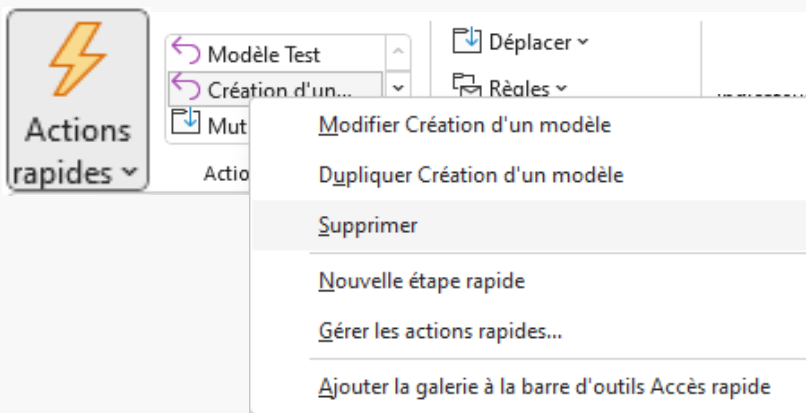 Modèle Test
Déplacer
Création d'un...
Règles
Actions
rapides
Mut
Actio
Modifier Création d'un modèle
Dupliquer Création d'un modèle
Supprimer
Nouvelle étape rapide
Gérer les actions rapides...
Ajouter la galerie à la barre d'outils Accès rapide